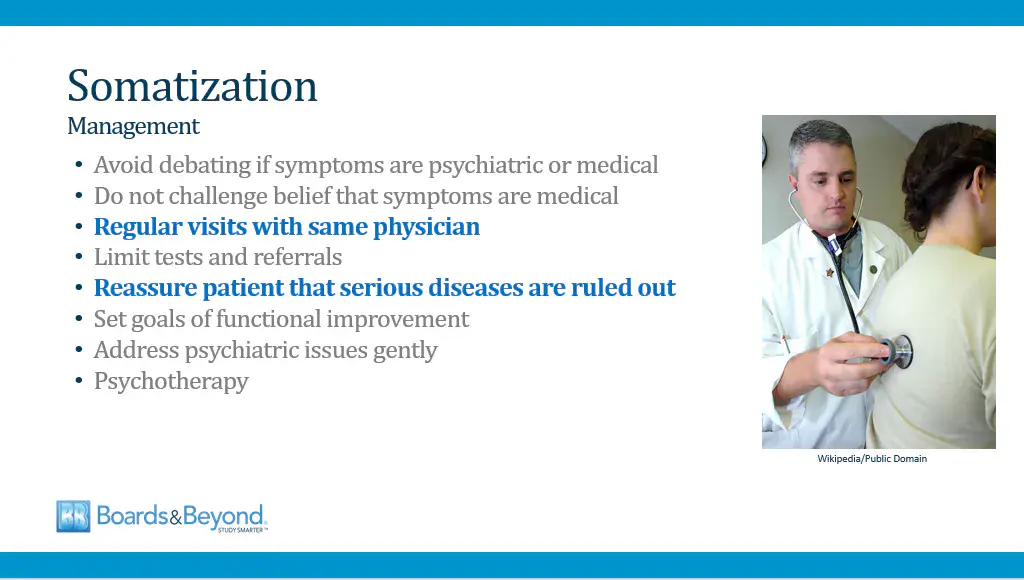 Somatization
Management
• Avoid debating if symptoms are psychiatric or medical
• Do not challenge belief that symptoms are medical
• Regular visits with same physician
• Limit tests and referrals
• Reassure patient that serious diseases are ruled out
• Set goals of functional improvement
• Address psychiatric issues gently
• Psychotherapy
Wikipedia/Public Domain
BB Boards&Beyond®
STUDY SMARTER™